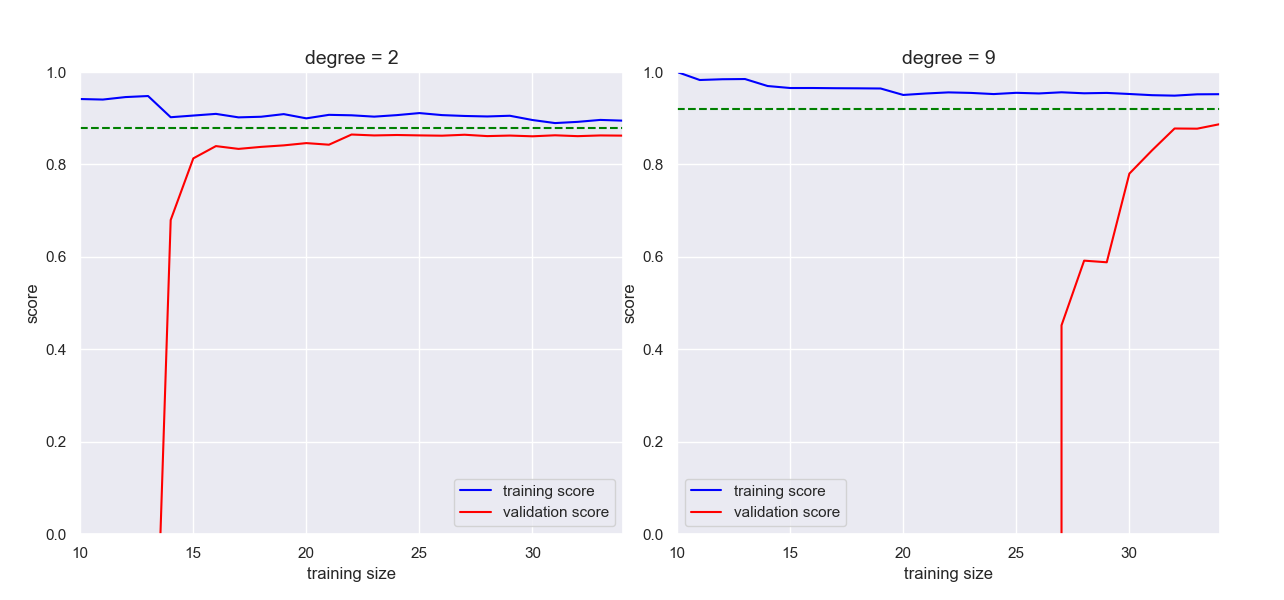 degree = 2
1.0
0.8
0.6
0.4
0.2
0.0
score
10
15
20
25
30
training size
training score
validation score
degree = 9
1.0
0.8
0.6
0.4
0.2
0.0
score
10
15
20
25
30
training size
training score
validation score